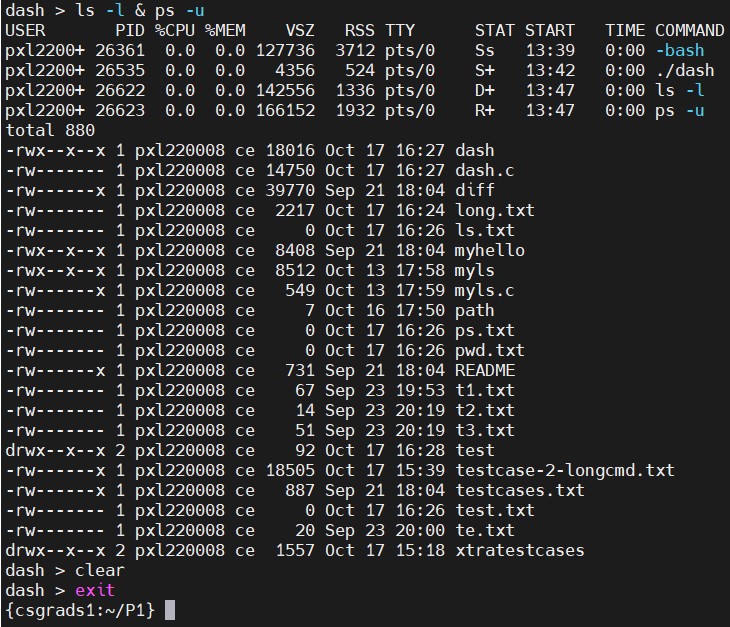 dash > ls -l & ps -u
USER       PID %CPU %MEM    VSZ   RSS TTY      STAT START   TIME COMMAND
pxl2200+ 26361  0.0  0.0 127736  3712 pts/0    Ss   13:39   0:00 -bash
pxl2200+ 26535  0.0  0.0   4356   524 pts/0    S+   13:42   0:00 ./dash
pxl2200+ 26622  0.0  0.0 142556  1336 pts/0    D+   13:47   0:00 ls -l
pxl2200+ 26623  0.0  0.0 166152  1932 pts/0    R+   13:47   0:00 ps -u
total 880
-rwx--x--x 1 pxl220008 ce 18016 Oct 17 16:27 dash
-rw------- 1 pxl220008 ce 14750 Oct 17 16:27 dash.c
-rwx--x--x 1 pxl220008 ce 39770 Sep 21 18:04 diff
-rw------- 1 pxl220008 ce  2217 Oct 17 16:24 long.txt
-rw------- 1 pxl220008 ce     0 Oct 17 16:26 ls.txt
-rwx--x--x 1 pxl220008 ce  8408 Sep 21 18:04 myhello
-rwx--x--x 1 pxl220008 ce  8512 Oct 13 17:58 myls
-rw------x 1 pxl220008 ce   549 Oct 13 17:59 myls.c
-rw------- 1 pxl220008 ce     7 Oct 16 17:50 path
-rw------- 1 pxl220008 ce     0 Oct 17 16:26 ps.txt
-rw------- 1 pxl220008 ce     0 Oct 17 16:26 pwd.txt
-rw------x 1 pxl220008 ce   731 Sep 21 18:04 README
-rw------- 1 pxl220008 ce    67 Sep 23 19:53 t1.txt
-rw------- 1 pxl220008 ce    14 Sep 23 20:19 t2.txt
-rw------- 1 pxl220008 ce    51 Sep 23 20:19 t3.txt
drwx--x--x 2 pxl220008 ce    92 Oct 17 16:28 test
-rw------x 1 pxl220008 ce 18505 Oct 17 15:39 testcase-2-longcmd.txt
-rw------x 1 pxl220008 ce   887 Sep 21 18:04 testcases.txt
-rw------- 1 pxl220008 ce     0 Oct 17 16:26 test.txt
-rw------- 1 pxl220008 ce    20 Sep 23 20:00 te.txt
drwx--x--x 2 pxl220008 ce  1557 Oct 17 15:18 xtratestcases
dash > clear
dash > exit
{csgrads1:~/P1}